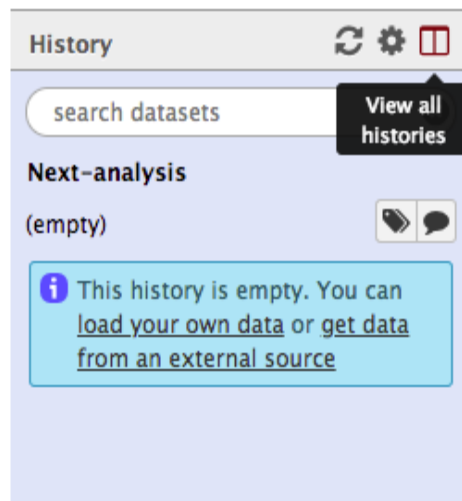 History
search datasets
View all
histories
Next-analysis
(empty)
This history is empty. You can
load your own data or get data
from an external source